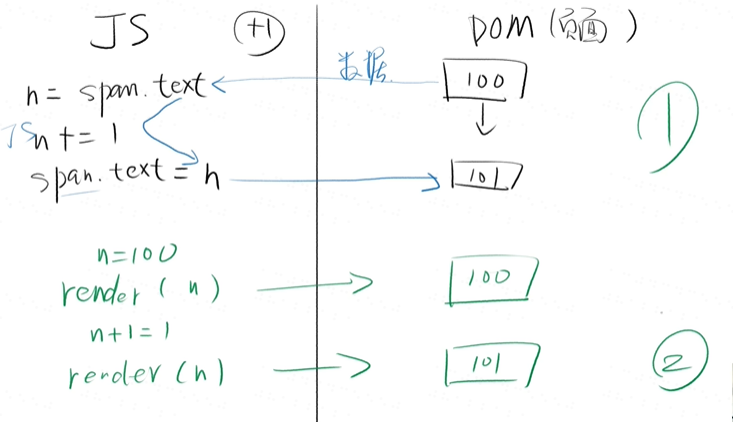 JS +1 DOM (页面)
n = span.text 数据 100
JS n += 1
span.text = n 101
1
n=100
render ( n ) 100
n+1=1
render (n) 101
2